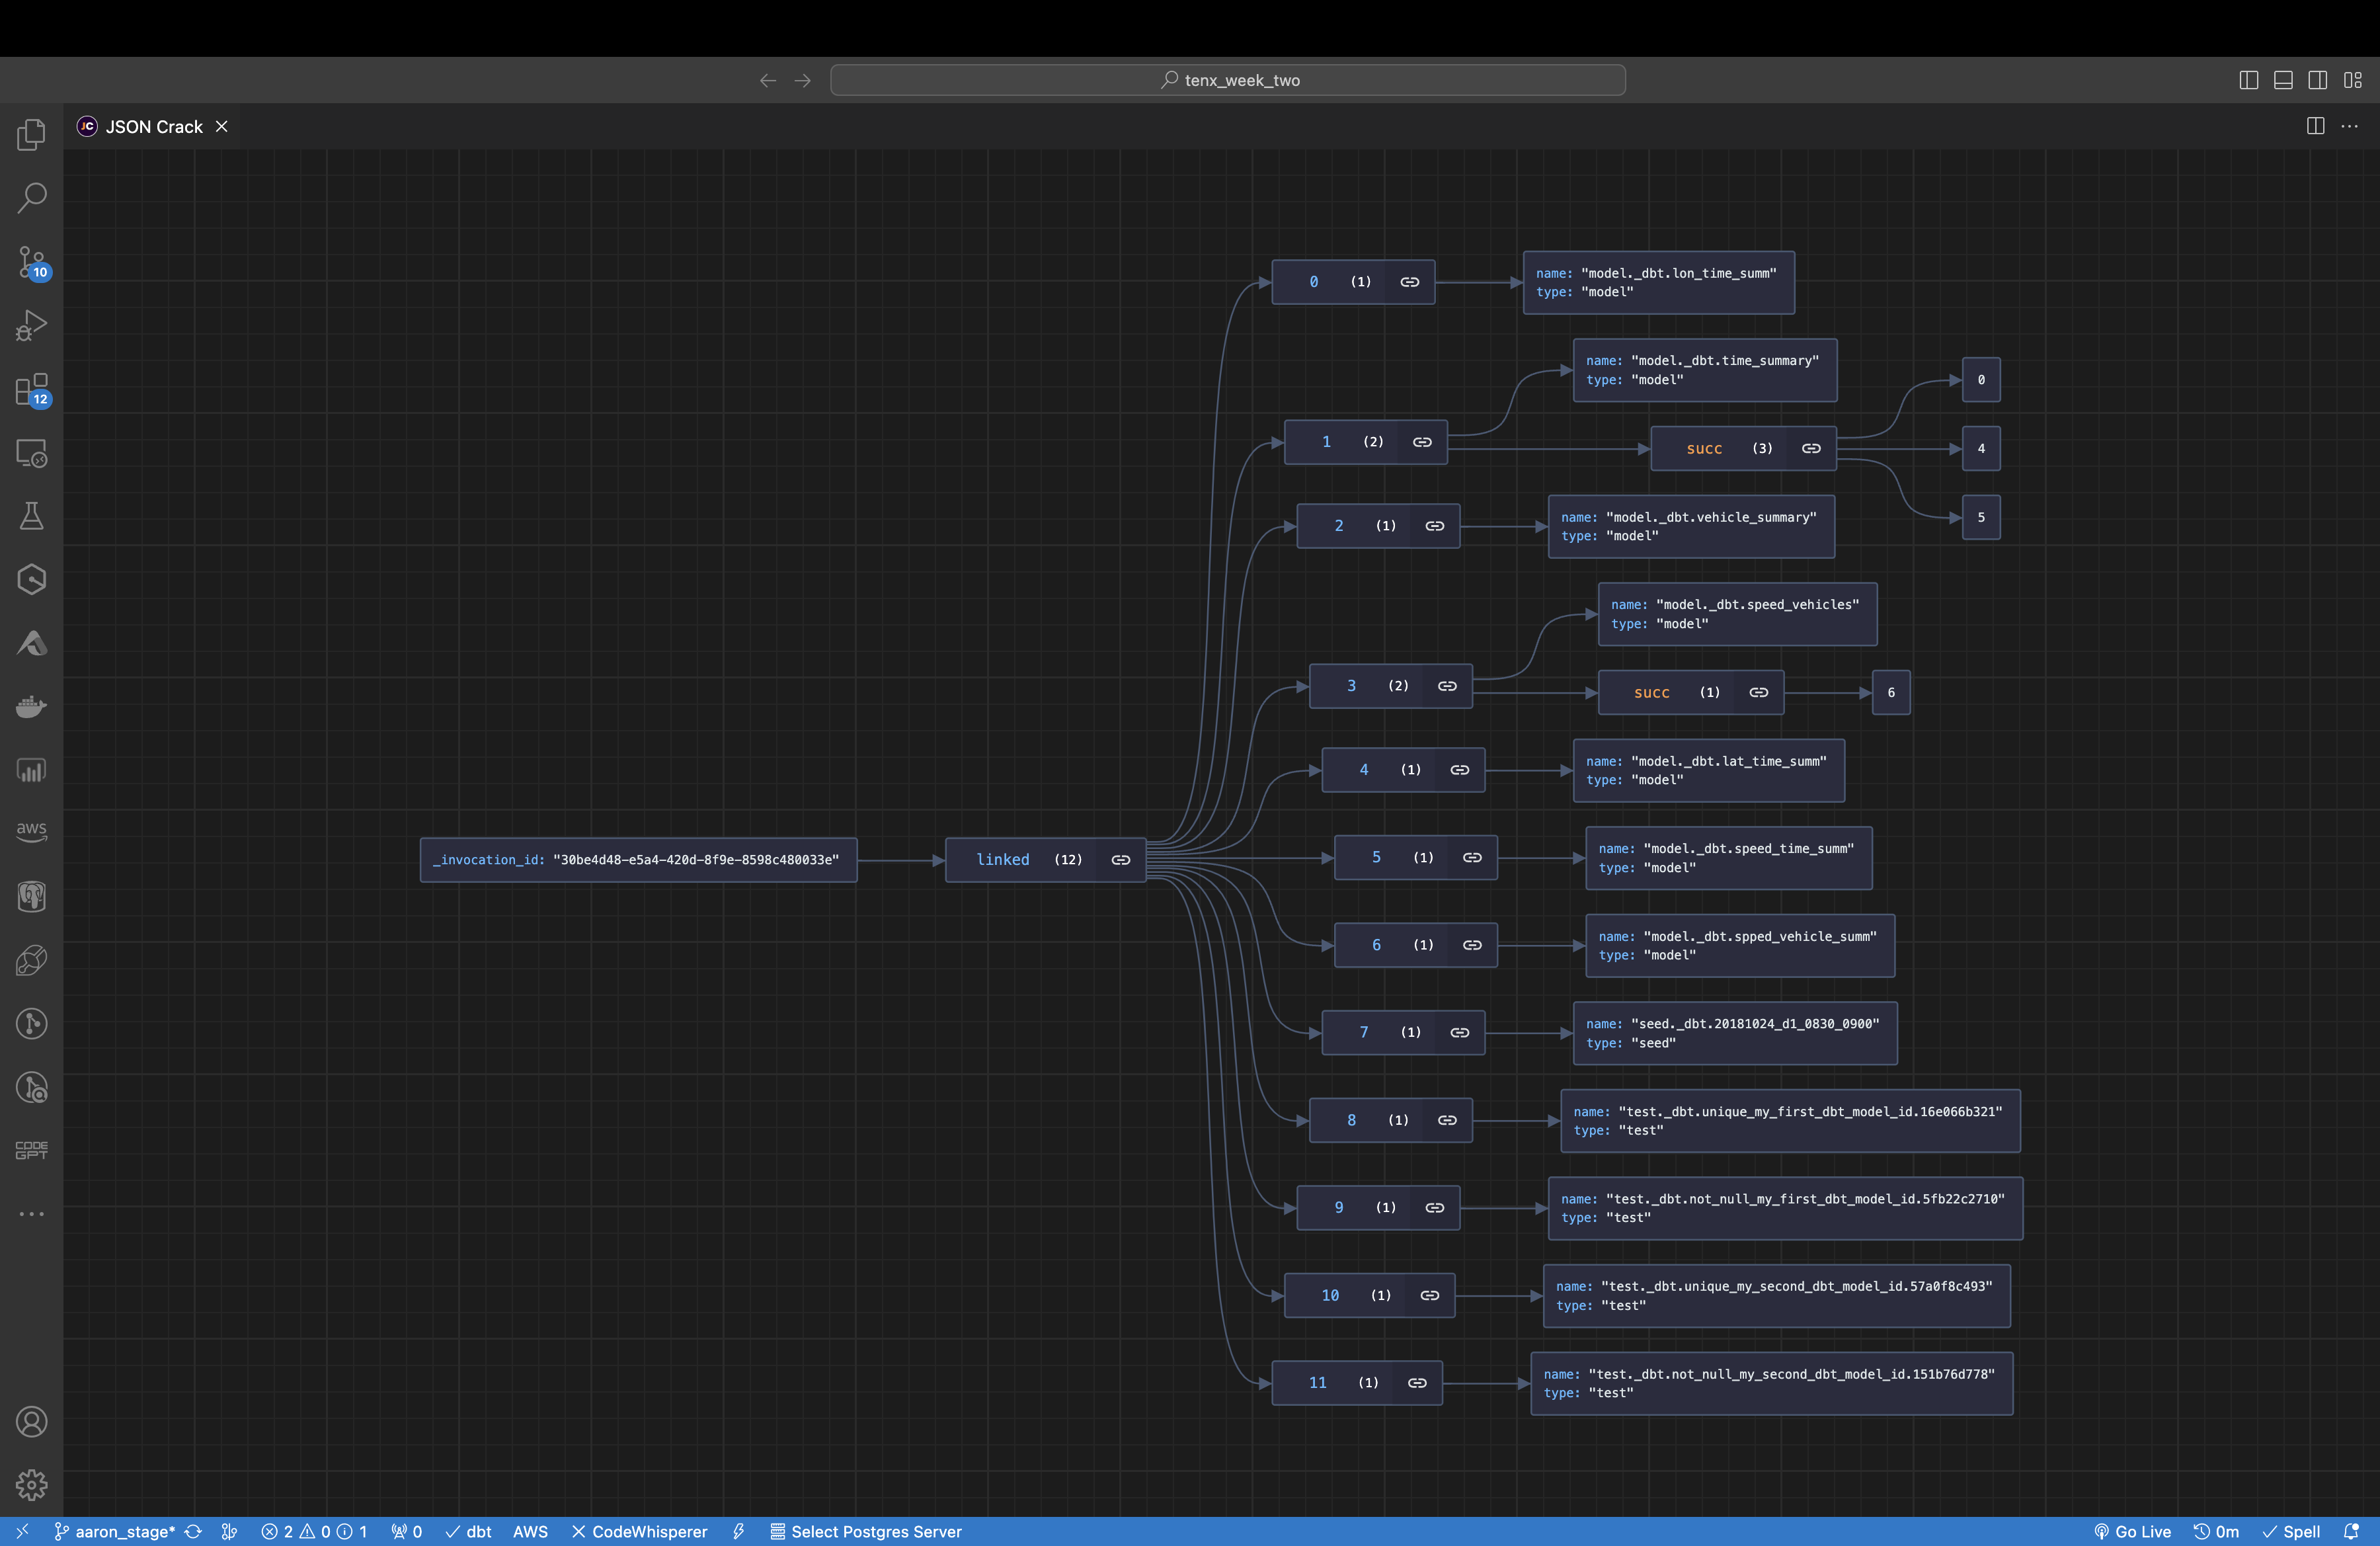 tenx_week_two
JC JSON Crack
10
12
aws
CODE
GPT
_invocation_id: "30be4d48-e5a4-420d-8f9e-8598c480033e"
linked (12)
0 (1)
name: "model._dbt.lon_time_summ"
type: "model"
1 (2)
name: "model._dbt.time_summary"
type: "model"
succ (3)
0
4
5
2 (1)
name: "model._dbt.vehicle_summary"
type: "model"
3 (2)
name: "model._dbt.speed_vehicles"
type: "model"
succ (1)
6
4 (1)
name: "model._dbt.lat_time_summ"
type: "model"
5 (1)
name: "model._dbt.speed_time_summ"
type: "model"
6 (1)
name: "model._dbt.spped_vehicle_summ"
type: "model"
7 (1)
name: "seed._dbt.20181024_d1_0830_0900"
type: "seed"
8 (1)
name: "test._dbt.unique_my_first_dbt_model_id.16e066b321"
type: "test"
9 (1)
name: "test._dbt.not_null_my_first_dbt_model_id.5fb22c2710"
type: "test"
10 (1)
name: "test._dbt.unique_my_second_dbt_model_id.57a0f8c493"
type: "test"
11 (1)
name: "test._dbt.not_null_my_second_dbt_model_id.151b76d778"
type: "test"
aaron_stage* 2 0 1 0 dbt AWS CodeWhisperer Select Postgres Server Go Live 0m Spell